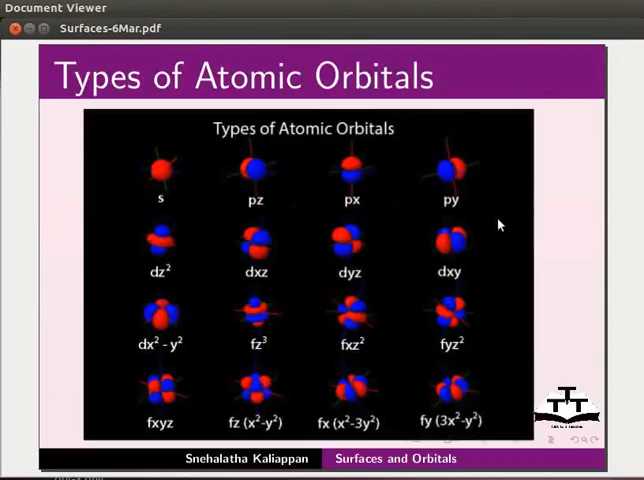 Document Viewer
Surfaces-6Mar.pdf
Types of Atomic Orbitals
Types of Atomic Orbitals
s pz px py
dz² dxz dyz dxy
dx² - y² fz³ fxz² fyz²
fxyz fz (x²-y²) fx (x²-3y²) fy (3x²-y²)
TTT
Snehalatha Kaliappan Surfaces and Orbitals